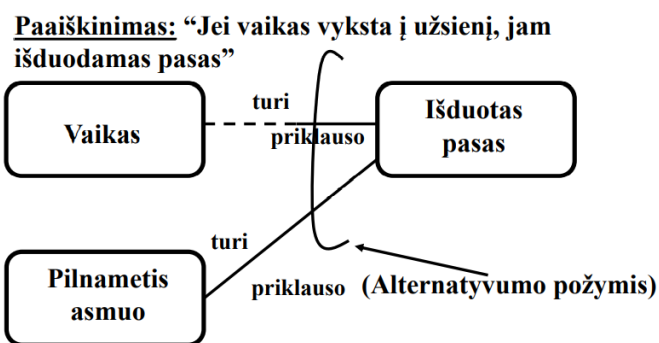 Paaiškinimas: “Jei vaikas vyksta į užsienį, jam
išduodamas pasas”
turi
Vaikas
priklauso
Išduotas
pasas
turi
Pilnametis
asmuo
priklauso
(Alternatyvumo požymis)